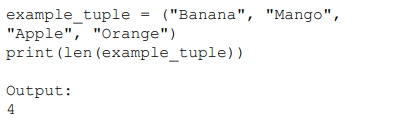 example_tuple = ("Banana", "Mango",
"Apple", "Orange")
print(len(example_tuple))
Output:
4